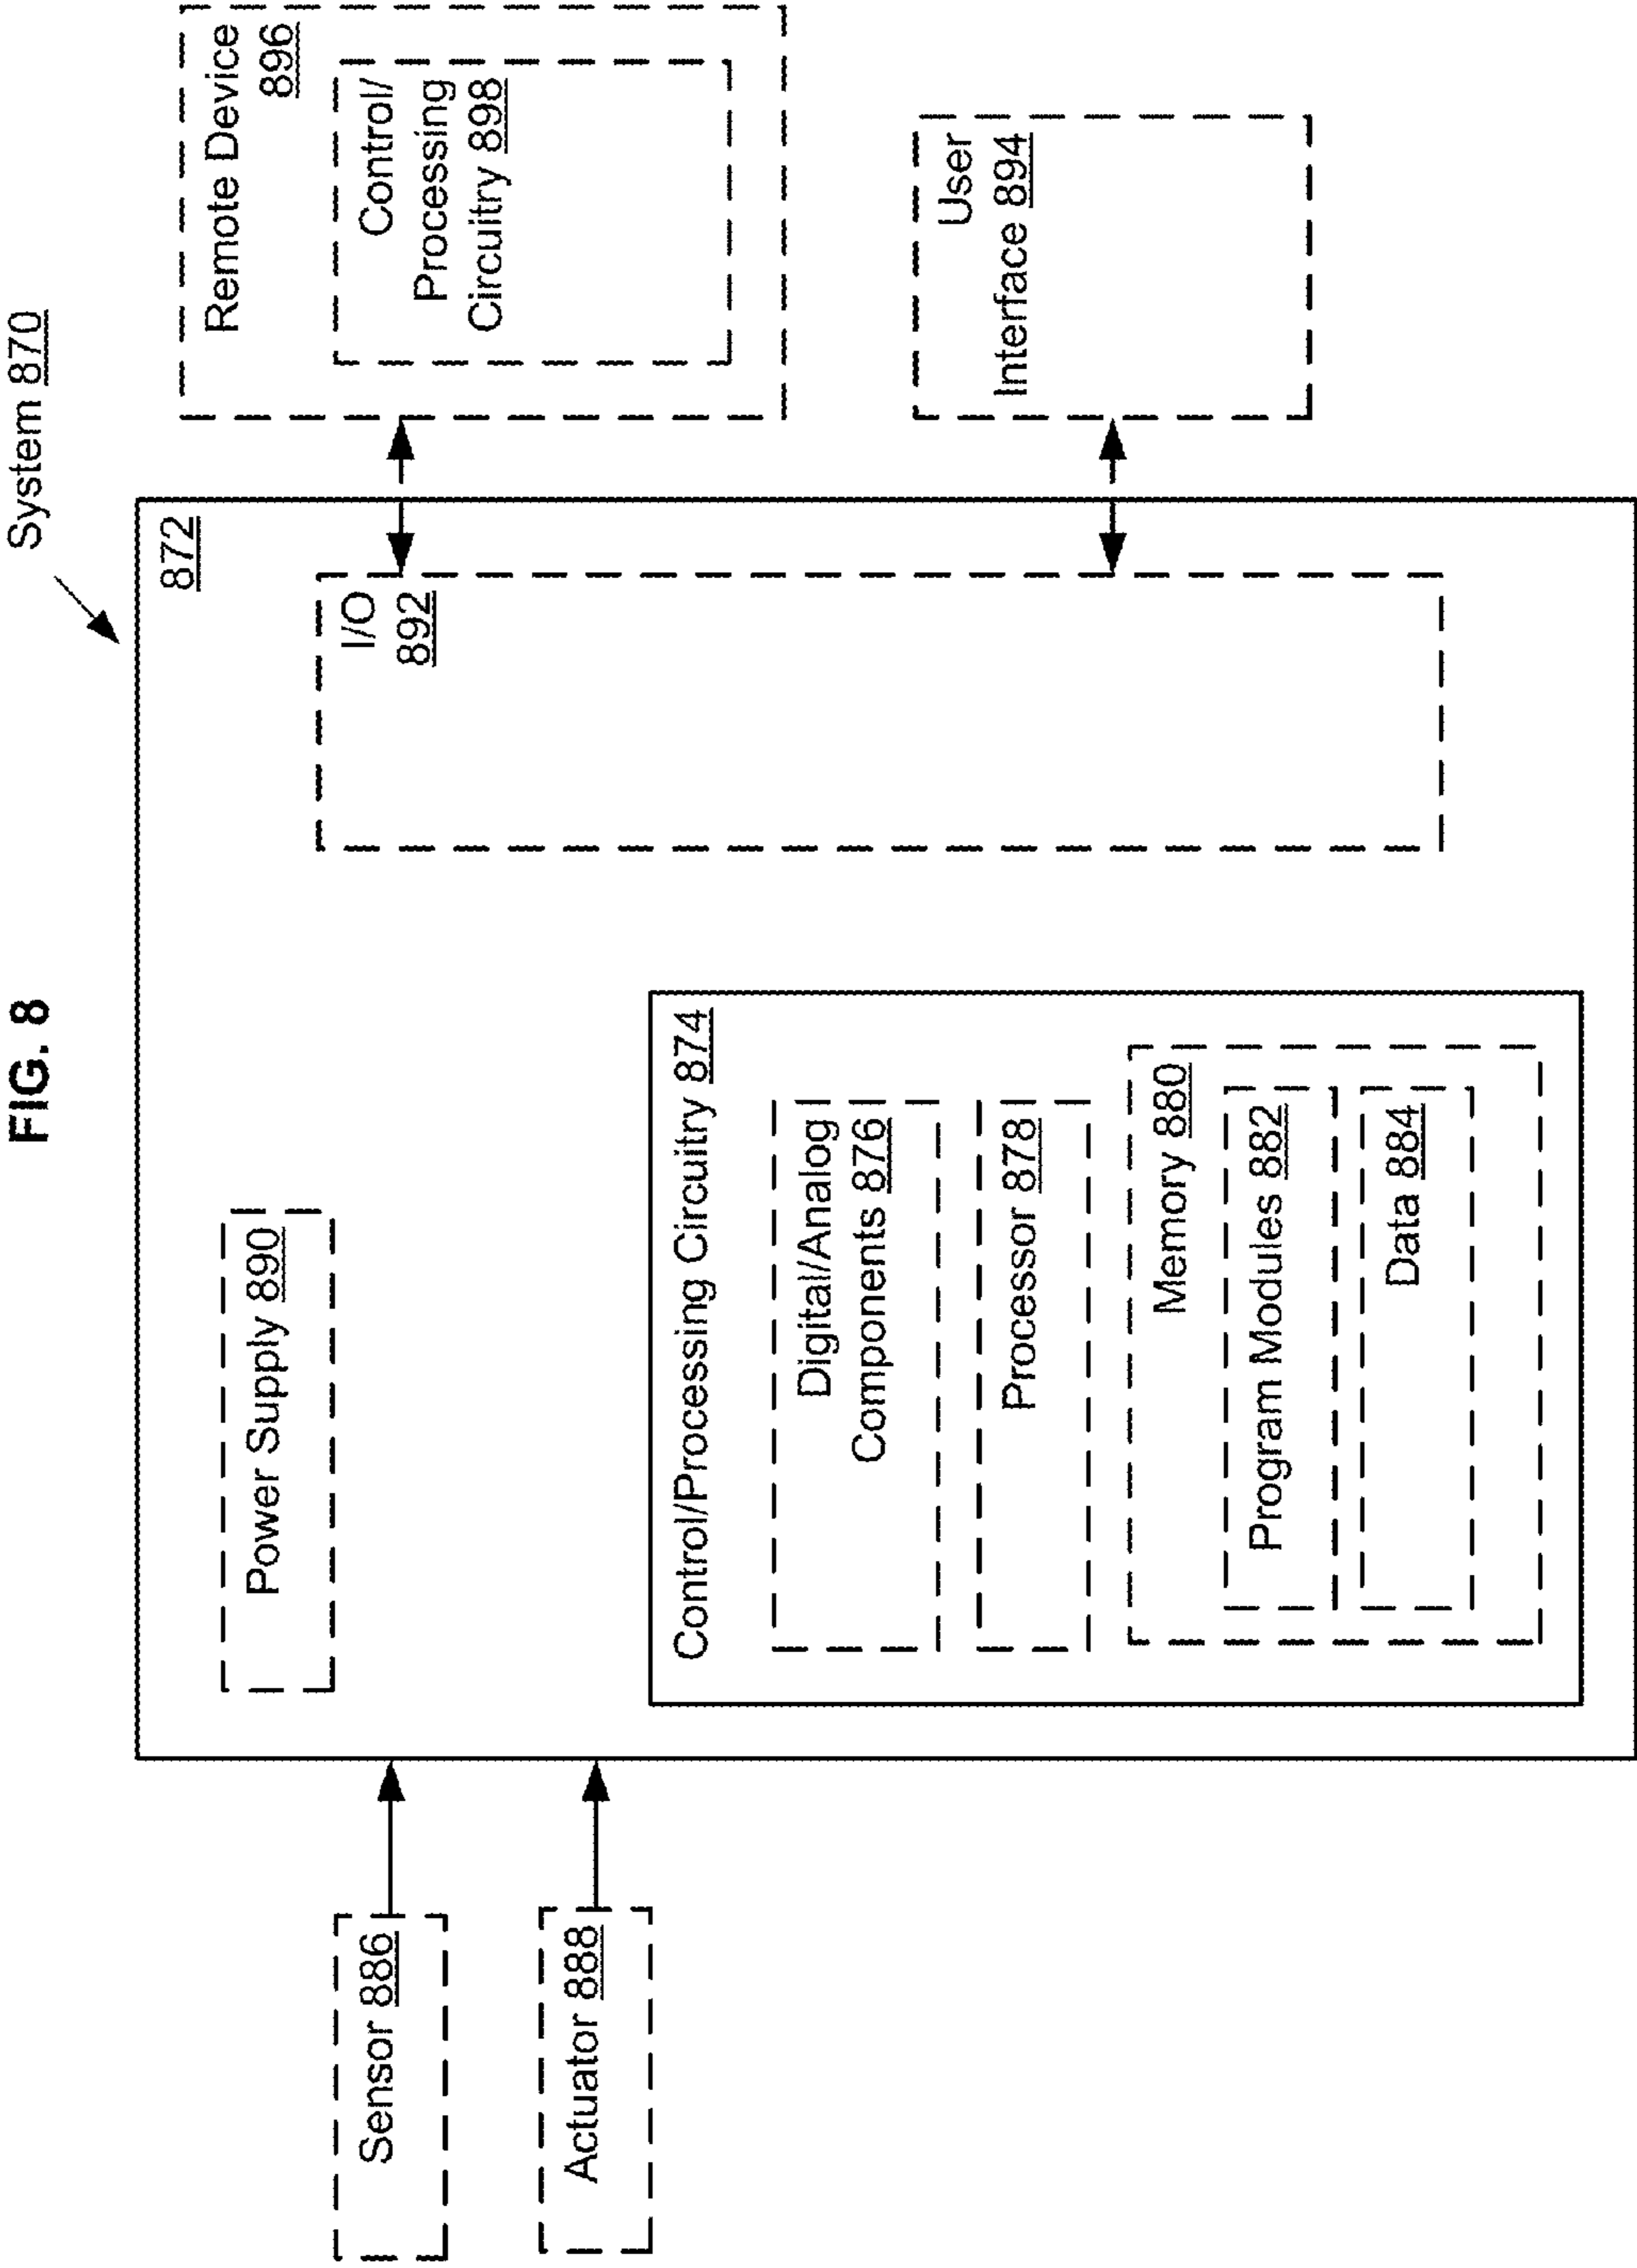 FIG. 8
System 870
872
Sensor 886
Actuator 888
Power Supply 890
Control/Processing Circuitry 874
Digital/Analog
Components 876
Processor 878
Memory 880
Program Modules 882
Data 884
I/O
892
Remote Device
896
Control/
Processing
Circuitry 898
User
Interface 894